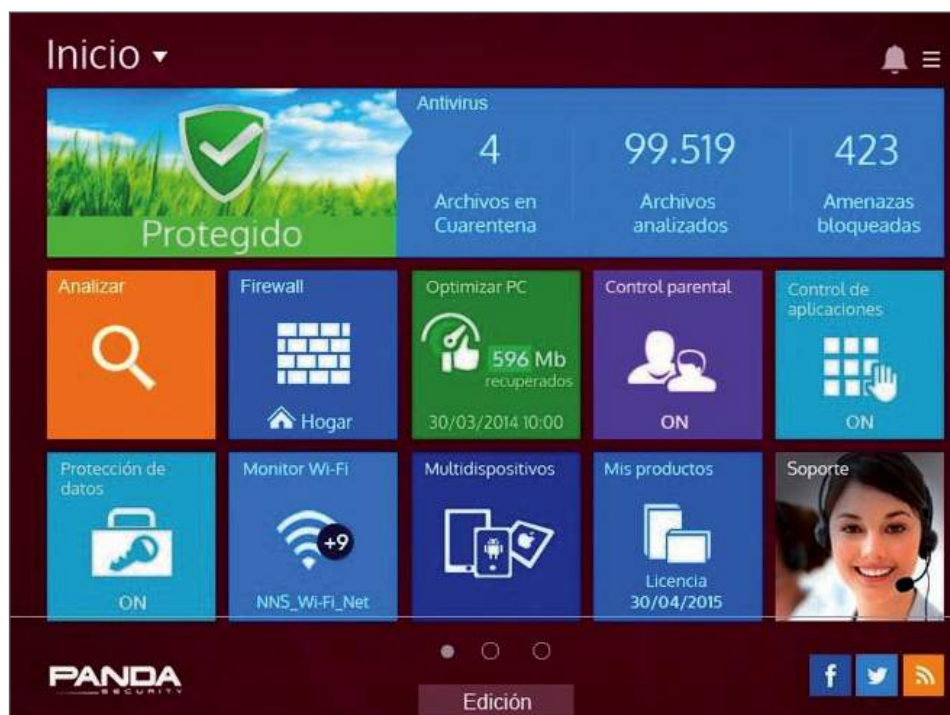 Inicio
Antivirus
4
99.519
423
Archivos en
Cuarentena
Archivos
analizados
Amenazas
bloqueadas
Protegido
Analizar
Firewall
Hogar
Optimizar PC
596 Mb
recuperados
30/03/2014 10:00
Control parental
ON
Control de
aplicaciones
ON
Protección de
datos
ON
Monitor Wi-Fi
+9
NNS_Wi-Fi_Net
Multidispositivos
Mis productos
Licencia
30/04/2015
Soporte
PANDA
SECURITY
Edición